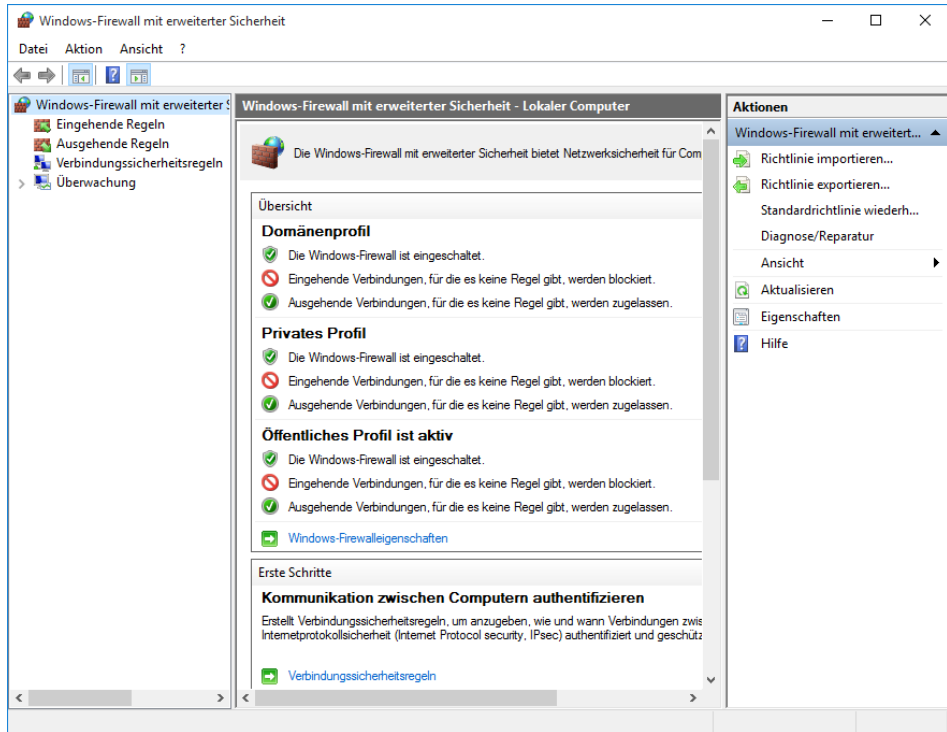 Windows-Firewall mit erweiterter Sicherheit
Datei Aktion Ansicht ?
Windows-Firewall mit erweiterter S
Eingehende Regeln
Ausgehende Regeln
Verbindungssicherheitsregeln
Überwachung
Windows-Firewall mit erweiterter Sicherheit - Lokaler Computer
Die Windows-Firewall mit erweiterter Sicherheit bietet Netzwerksicherheit für Com
Übersicht
Domänenprofil
Die Windows-Firewall ist eingeschaltet.
Eingehende Verbindungen, für die es keine Regel gibt, werden blockiert.
Ausgehende Verbindungen, für die es keine Regel gibt, werden zugelassen.
Privates Profil
Die Windows-Firewall ist eingeschaltet.
Eingehende Verbindungen, für die es keine Regel gibt, werden blockiert.
Ausgehende Verbindungen, für die es keine Regel gibt, werden zugelassen.
Öffentliches Profil ist aktiv
Die Windows-Firewall ist eingeschaltet.
Eingehende Verbindungen, für die es keine Regel gibt, werden blockiert.
Ausgehende Verbindungen, für die es keine Regel gibt, werden zugelassen.
Windows-Firewalleigenschaften
Erste Schritte
Kommunikation zwischen Computern authentifizieren
Erstellt Verbindungssicherheitsregeln, um anzugeben, wie und wann Verbindungen zwis
Internetprotokollsicherheit (Internet Protocol security, IPsec) authentifiziert und geschütz
Verbindungssicherheitsregeln
Aktionen
Windows-Firewall mit erweitert...
Richtlinie importieren...
Richtlinie exportieren...
Standardrichtlinie wiederh...
Diagnose/Reparatur
Ansicht
Aktualisieren
Eigenschaften
Hilfe